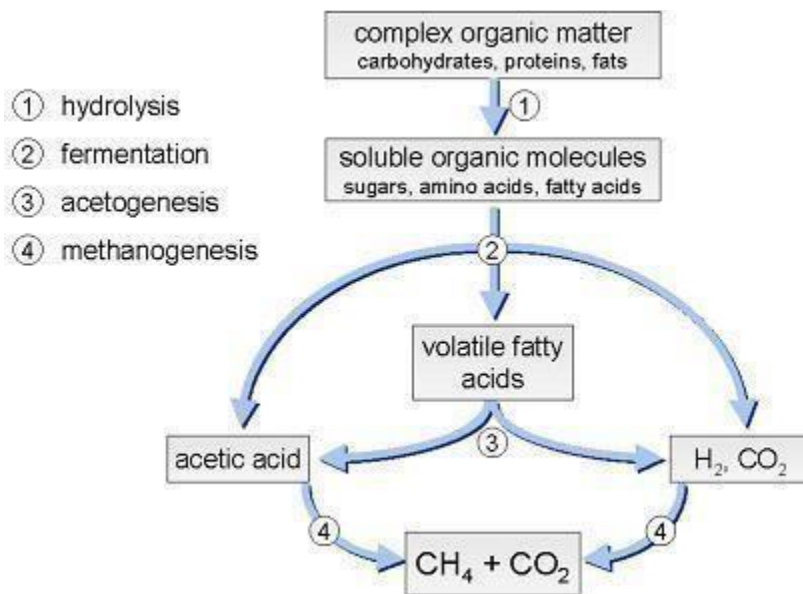 complex organic matter
carbohydrates, proteins, fats
① hydrolysis
② fermentation
③ acetogenesis
④ methanogenesis
①
soluble organic molecules
sugars, amino acids, fatty acids
②
volatile fatty
acids
③
acetic acid
H₂, CO₂
④
④
CH₄ + CO₂